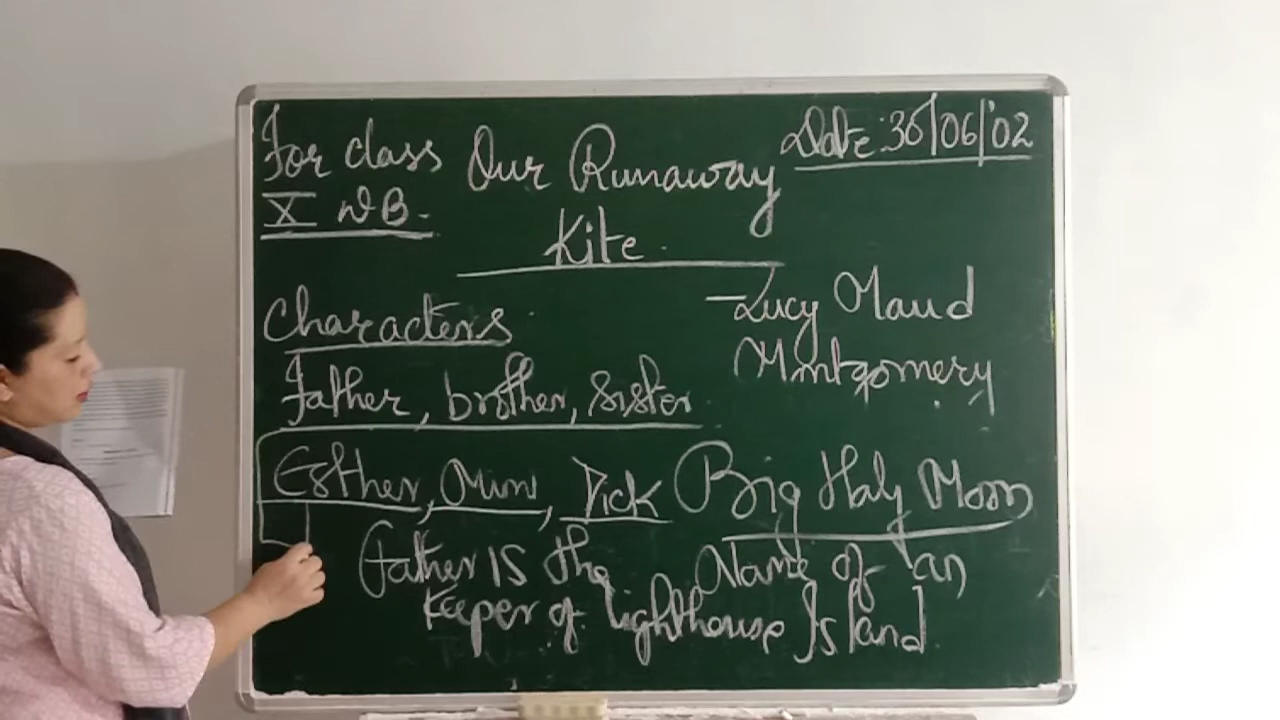 For class
X WB-
Our Runaway
Kite.
Date: 30/06/'02
Characters
- Lucy Maud
Montgomery
Father, brother, sister
Esther, Mimi, Dick
Big Half Moon
Father is the
keeper of lighthouse
Name of an
Island